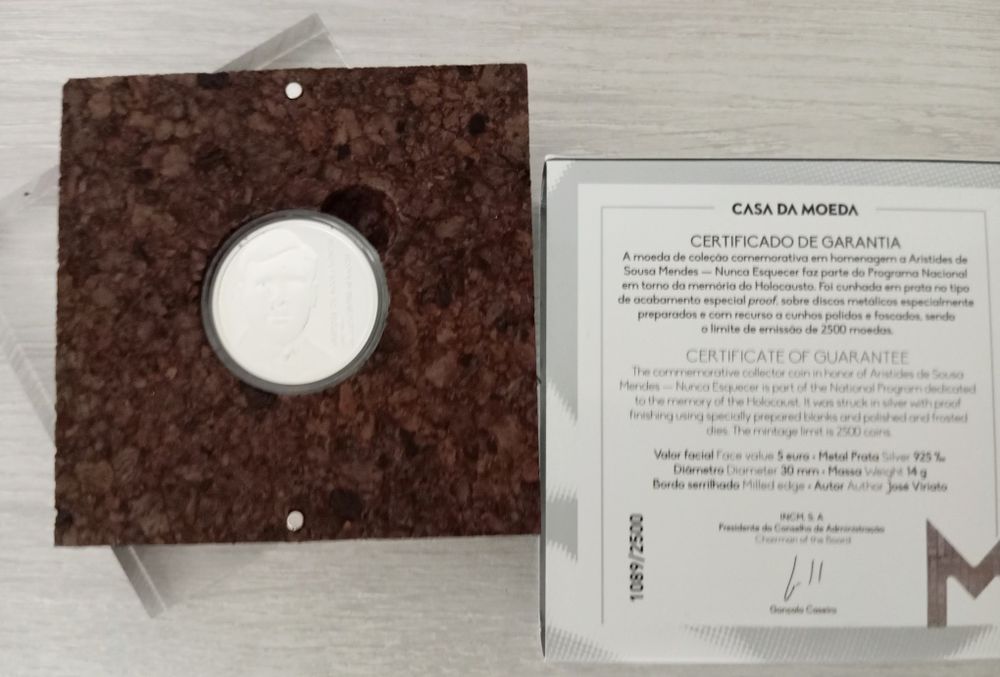 CASA DA MOEDA
CERTIFICADO DE GARANTIA
A moeda de coleção comemorativa em homenagem a Aristides de
Sousa Mendes — Nunca Esquecer faz parte do Programa Nacional
em torno da memória do Holocausto. Foi cunhada em prata no tipo
de acabamento especial proof, sobre discos metálicos especialmente
preparados e com recurso a cunhos polidos e foscados, sendo
o limite de emissão de 2500 moedas.
CERTIFICATE OF GUARANTEE
The commemorative collector coin in honor of Aristides de Sousa
Mendes — Nunca Esquecer is part of the National Program dedicated
to the memory of the Holocaust. It was struck in silver with proof
finishing using specially prepared blanks and polished and frosted
dies. The mintage limit is 2500 coins.
Valor facial Face value 5 euro • Metal Prata Silver 925 ‰
Diâmetro Diameter 30 mm • Massa Weight 14 g
Bordo serrilhado Milled edge • Autor Author José Viriato
INCM, S. A.
Presidente do Conselho de Administração
Chairman of the Board
Gonçalo Caseiro
1089/2500